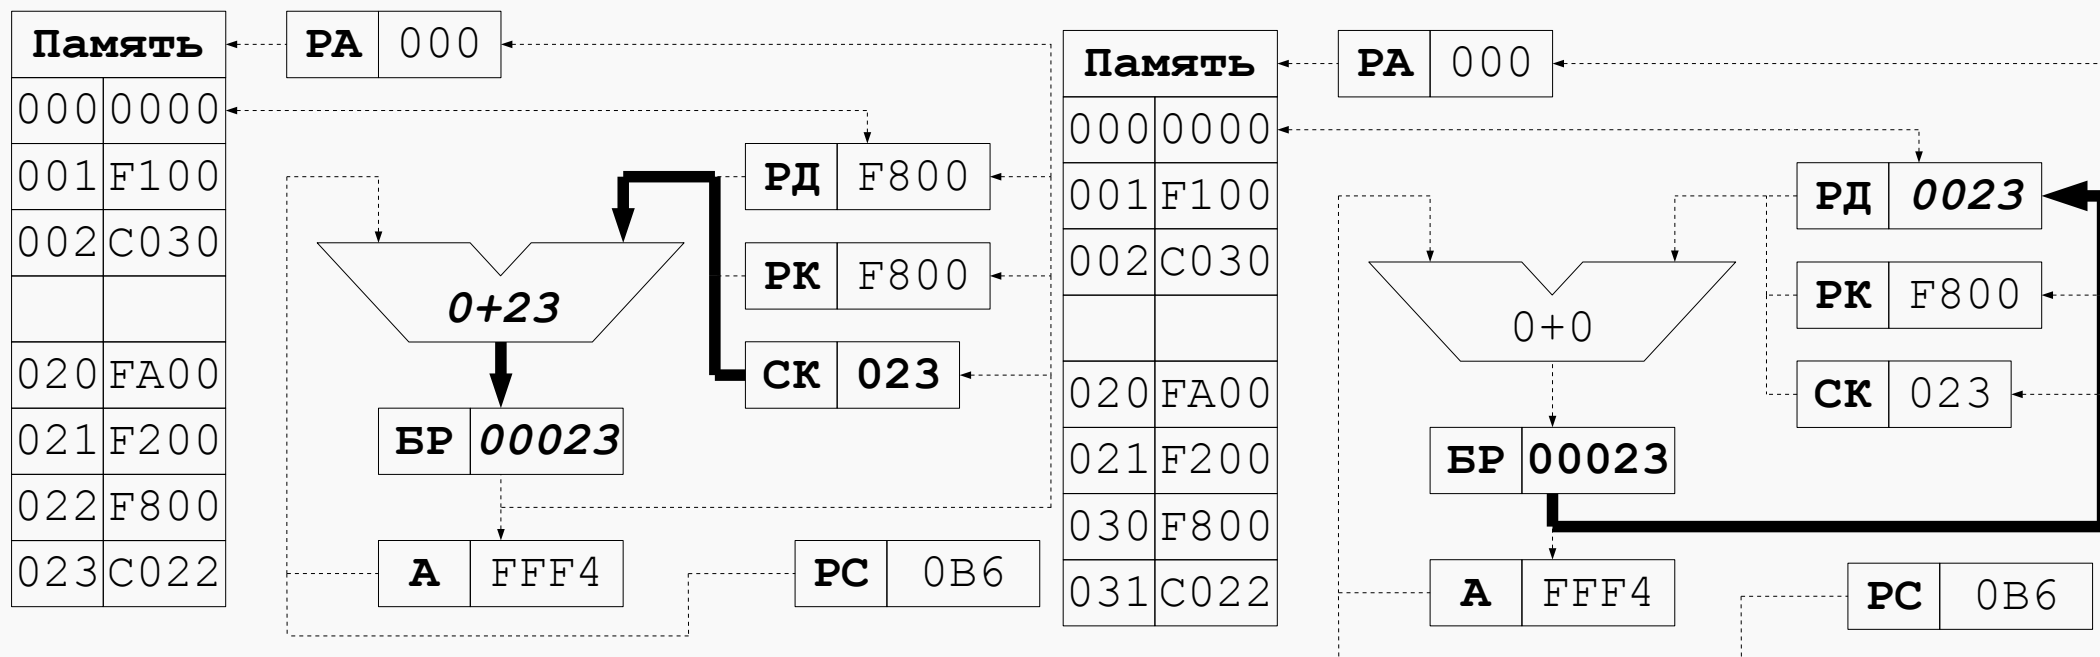 Память
РА 000
000 0000
001 F100
002 C030
020 FA00
021 F200
022 F800
023 C022
РД F800
РК F800
СК 023
0+23
БР 00023
А FFF4
РС 0B6
Память
РА 000
000 0000
001 F100
002 C030
020 FA00
021 F200
030 F800
031 C022
РД 0023
РК F800
СК 023
0+0
БР 00023
А FFF4
РС 0B6